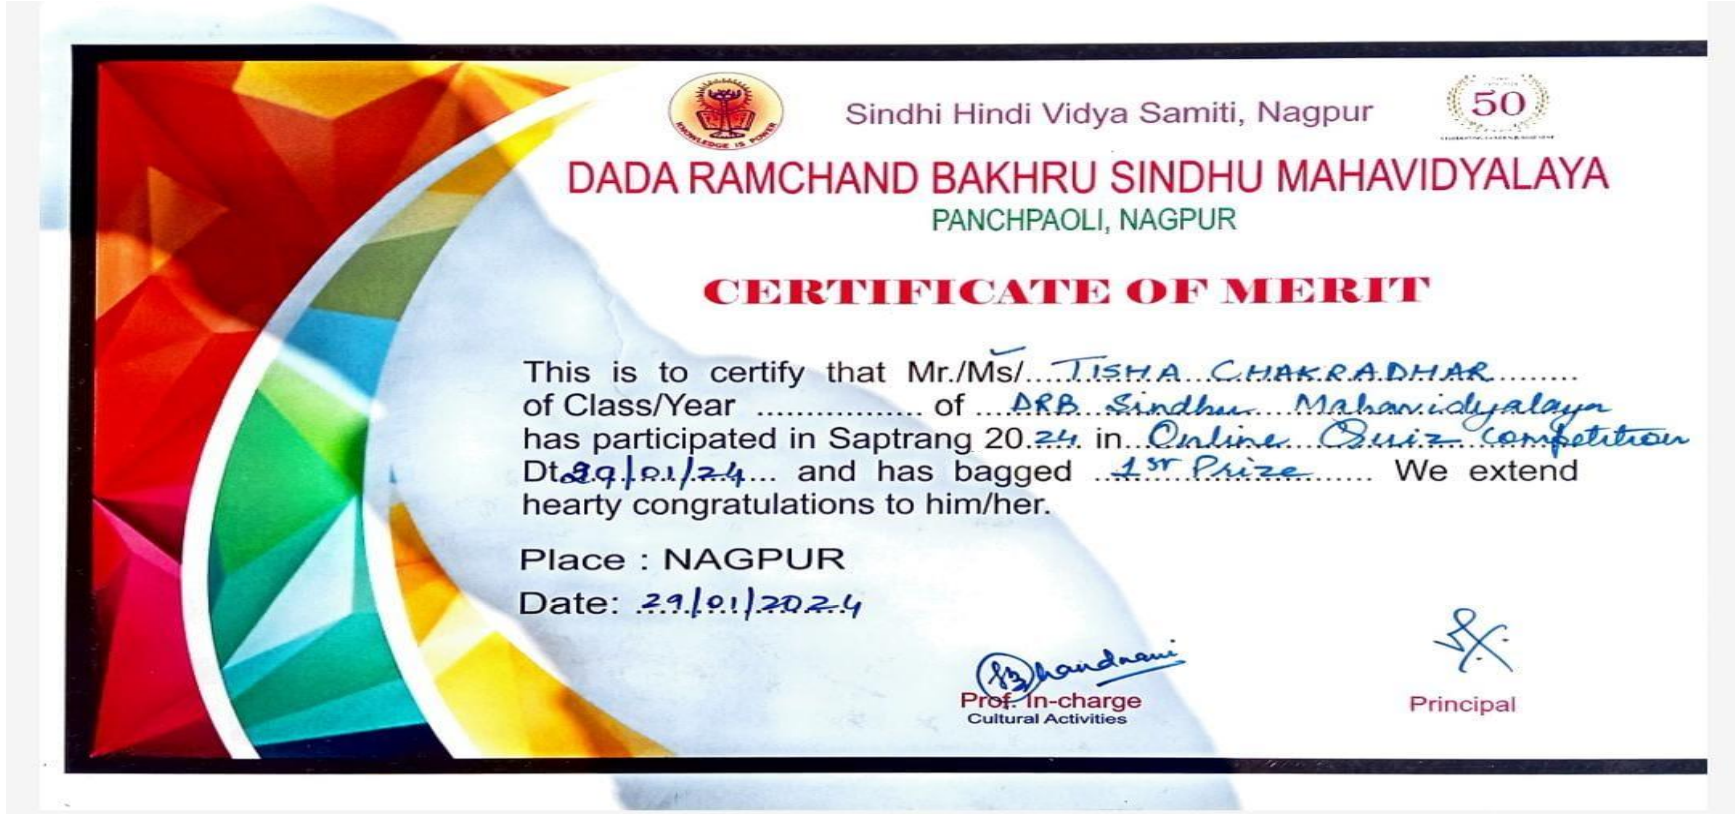 KNOWLEDGE IS POWER
Sindhi Hindi Vidya Samiti, Nagpur
50
DADA RAMCHAND BAKHRU SINDHU MAHAVIDYALAYA
PANCHPAOLI, NAGPUR
CERTIFICATE OF MERIT
This is to certify that Mr./Ms/. TISHA CHAKRADHAR
of Class/Year ................. of DRB Sindhu Mahavidyalaya
has participated in Saptrang 20.24. in Online Quiz Competition
Dt.29/01/24... and has bagged 1st Prize We extend
hearty congratulations to him/her.
Place : NAGPUR
Date: 29/01/2024
Prof. In-charge
Cultural Activities
Principal